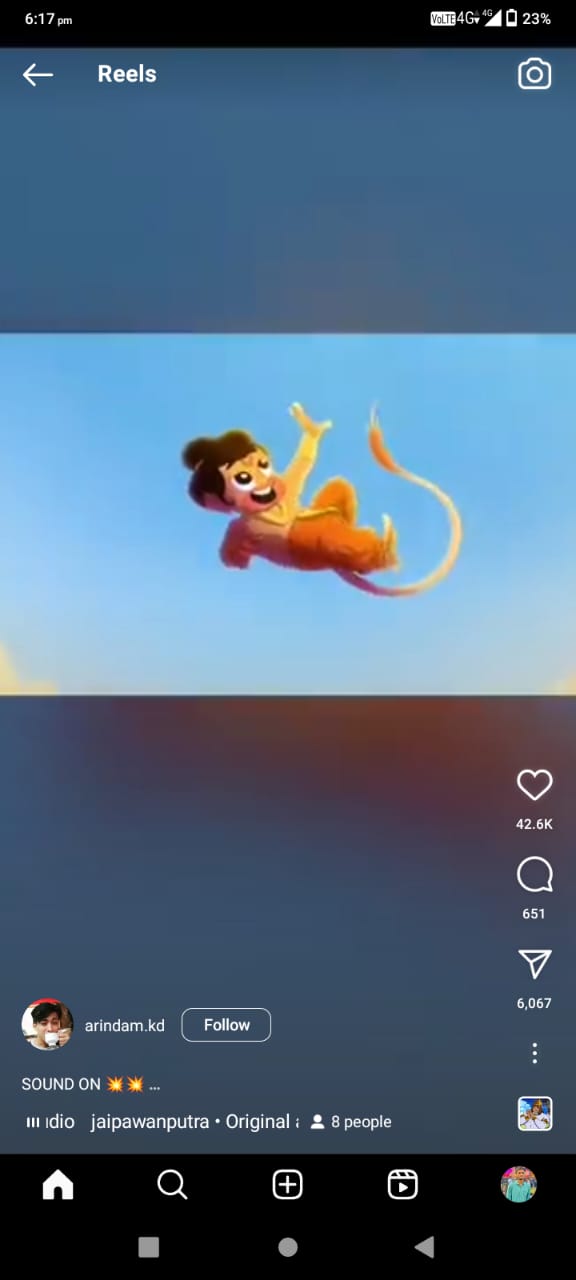 6:17 pm VoLTE 4G 4G 23%
Reels
42.6K
651
6,067
arindam.kd Follow
SOUND ON 💥💥 ...
dio jaipawanputra • Original 8 people